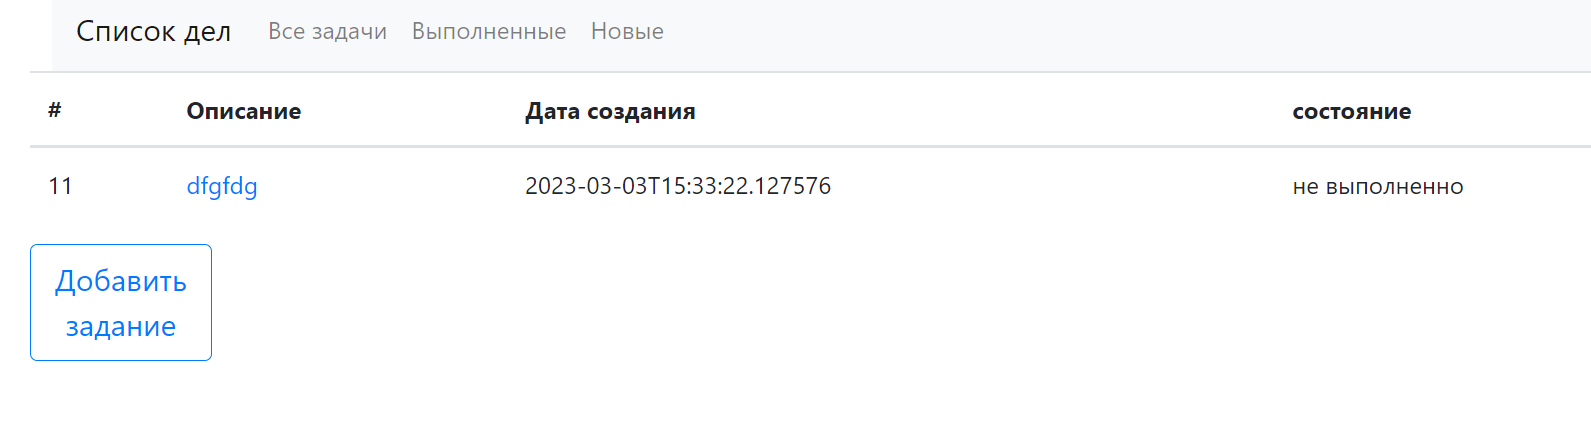 Список дел Все задачи Выполненные Новые
# Описание Дата создания состояние
11 dfgfdg 2023-03-03T15:33:22.127576 не выполненно
Добавить
задание